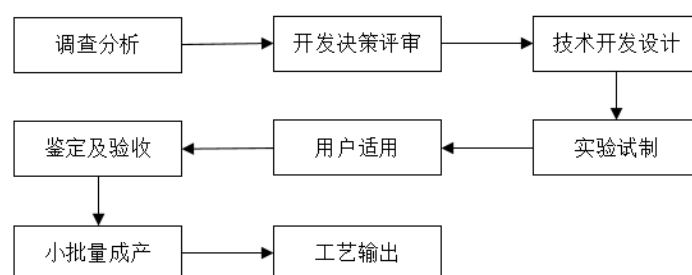 调查分析
开发决策评审
技术开发设计
实验试制
用户适用
鉴定及验收
小批量成产
工艺输出